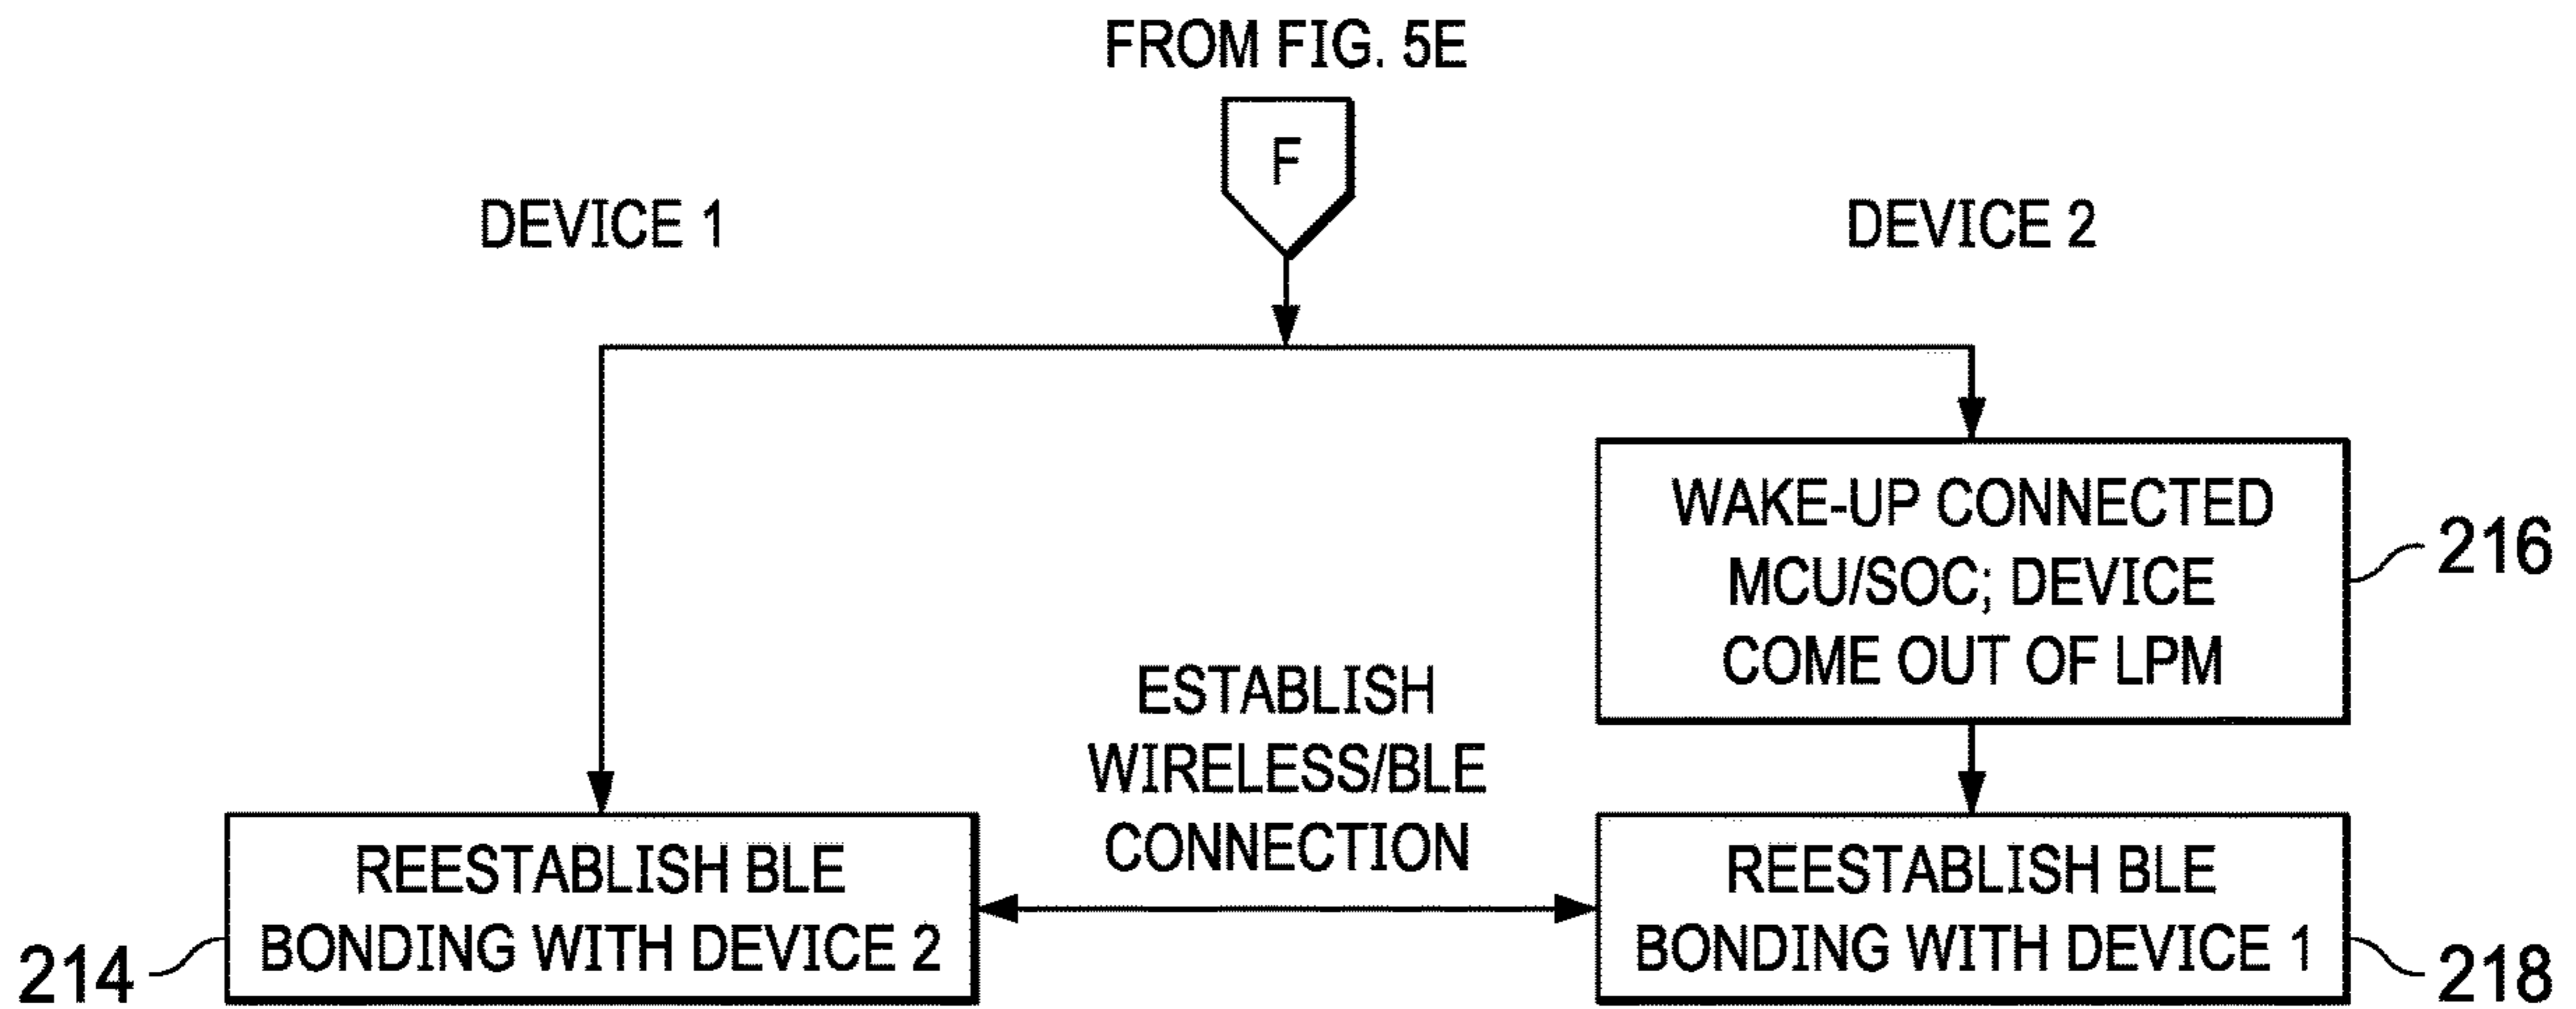 FROM FIG. 5E
F
DEVICE 1
DEVICE 2
WAKE-UP CONNECTED
MCU/SOC; DEVICE
COME OUT OF LPM
216
ESTABLISH
WIRELESS/BLE
CONNECTION
REESTABLISH BLE
BONDING WITH DEVICE 2
214
REESTABLISH BLE
BONDING WITH DEVICE 1
218